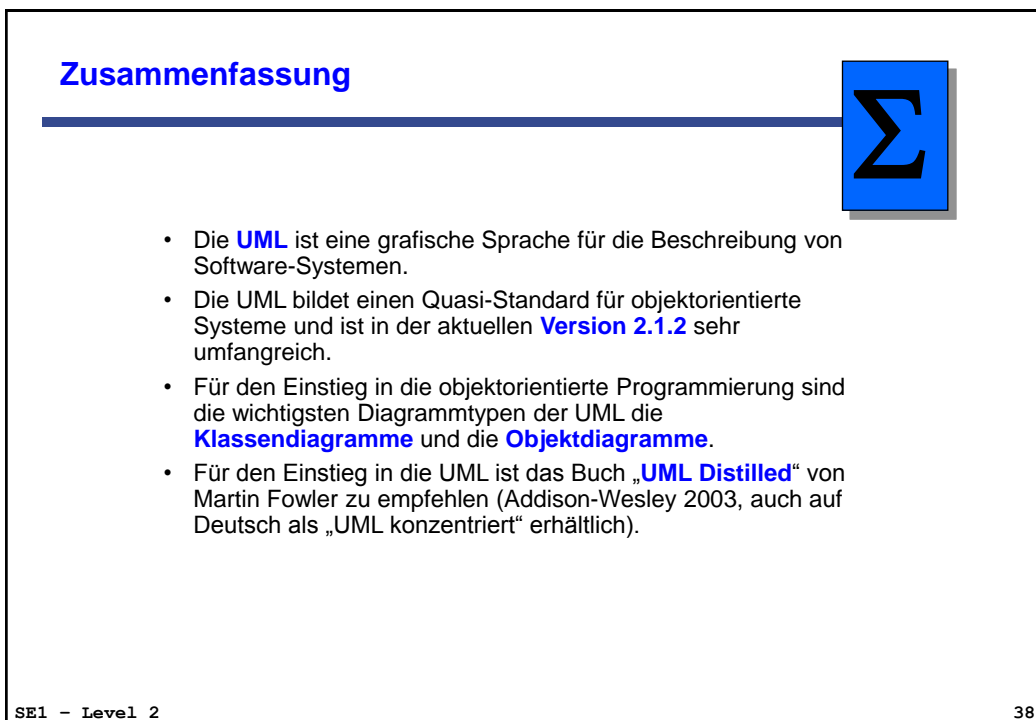 Zusammenfassung
Σ
• Die UML ist eine grafische Sprache für die Beschreibung von
Software-Systemen.
• Die UML bildet einen Quasi-Standard für objektorientierte
Systeme und ist in der aktuellen Version 2.1.2 sehr
umfangreich.
• Für den Einstieg in die objektorientierte Programmierung sind
die wichtigsten Diagrammtypen der UML die
Klassendiagramme und die Objektdiagramme.
• Für den Einstieg in die UML ist das Buch „UML Distilled“ von
Martin Fowler zu empfehlen (Addison-Wesley 2003, auch auf
Deutsch als „UML konzentriert“ erhältlich).
SE1 – Level 2 38